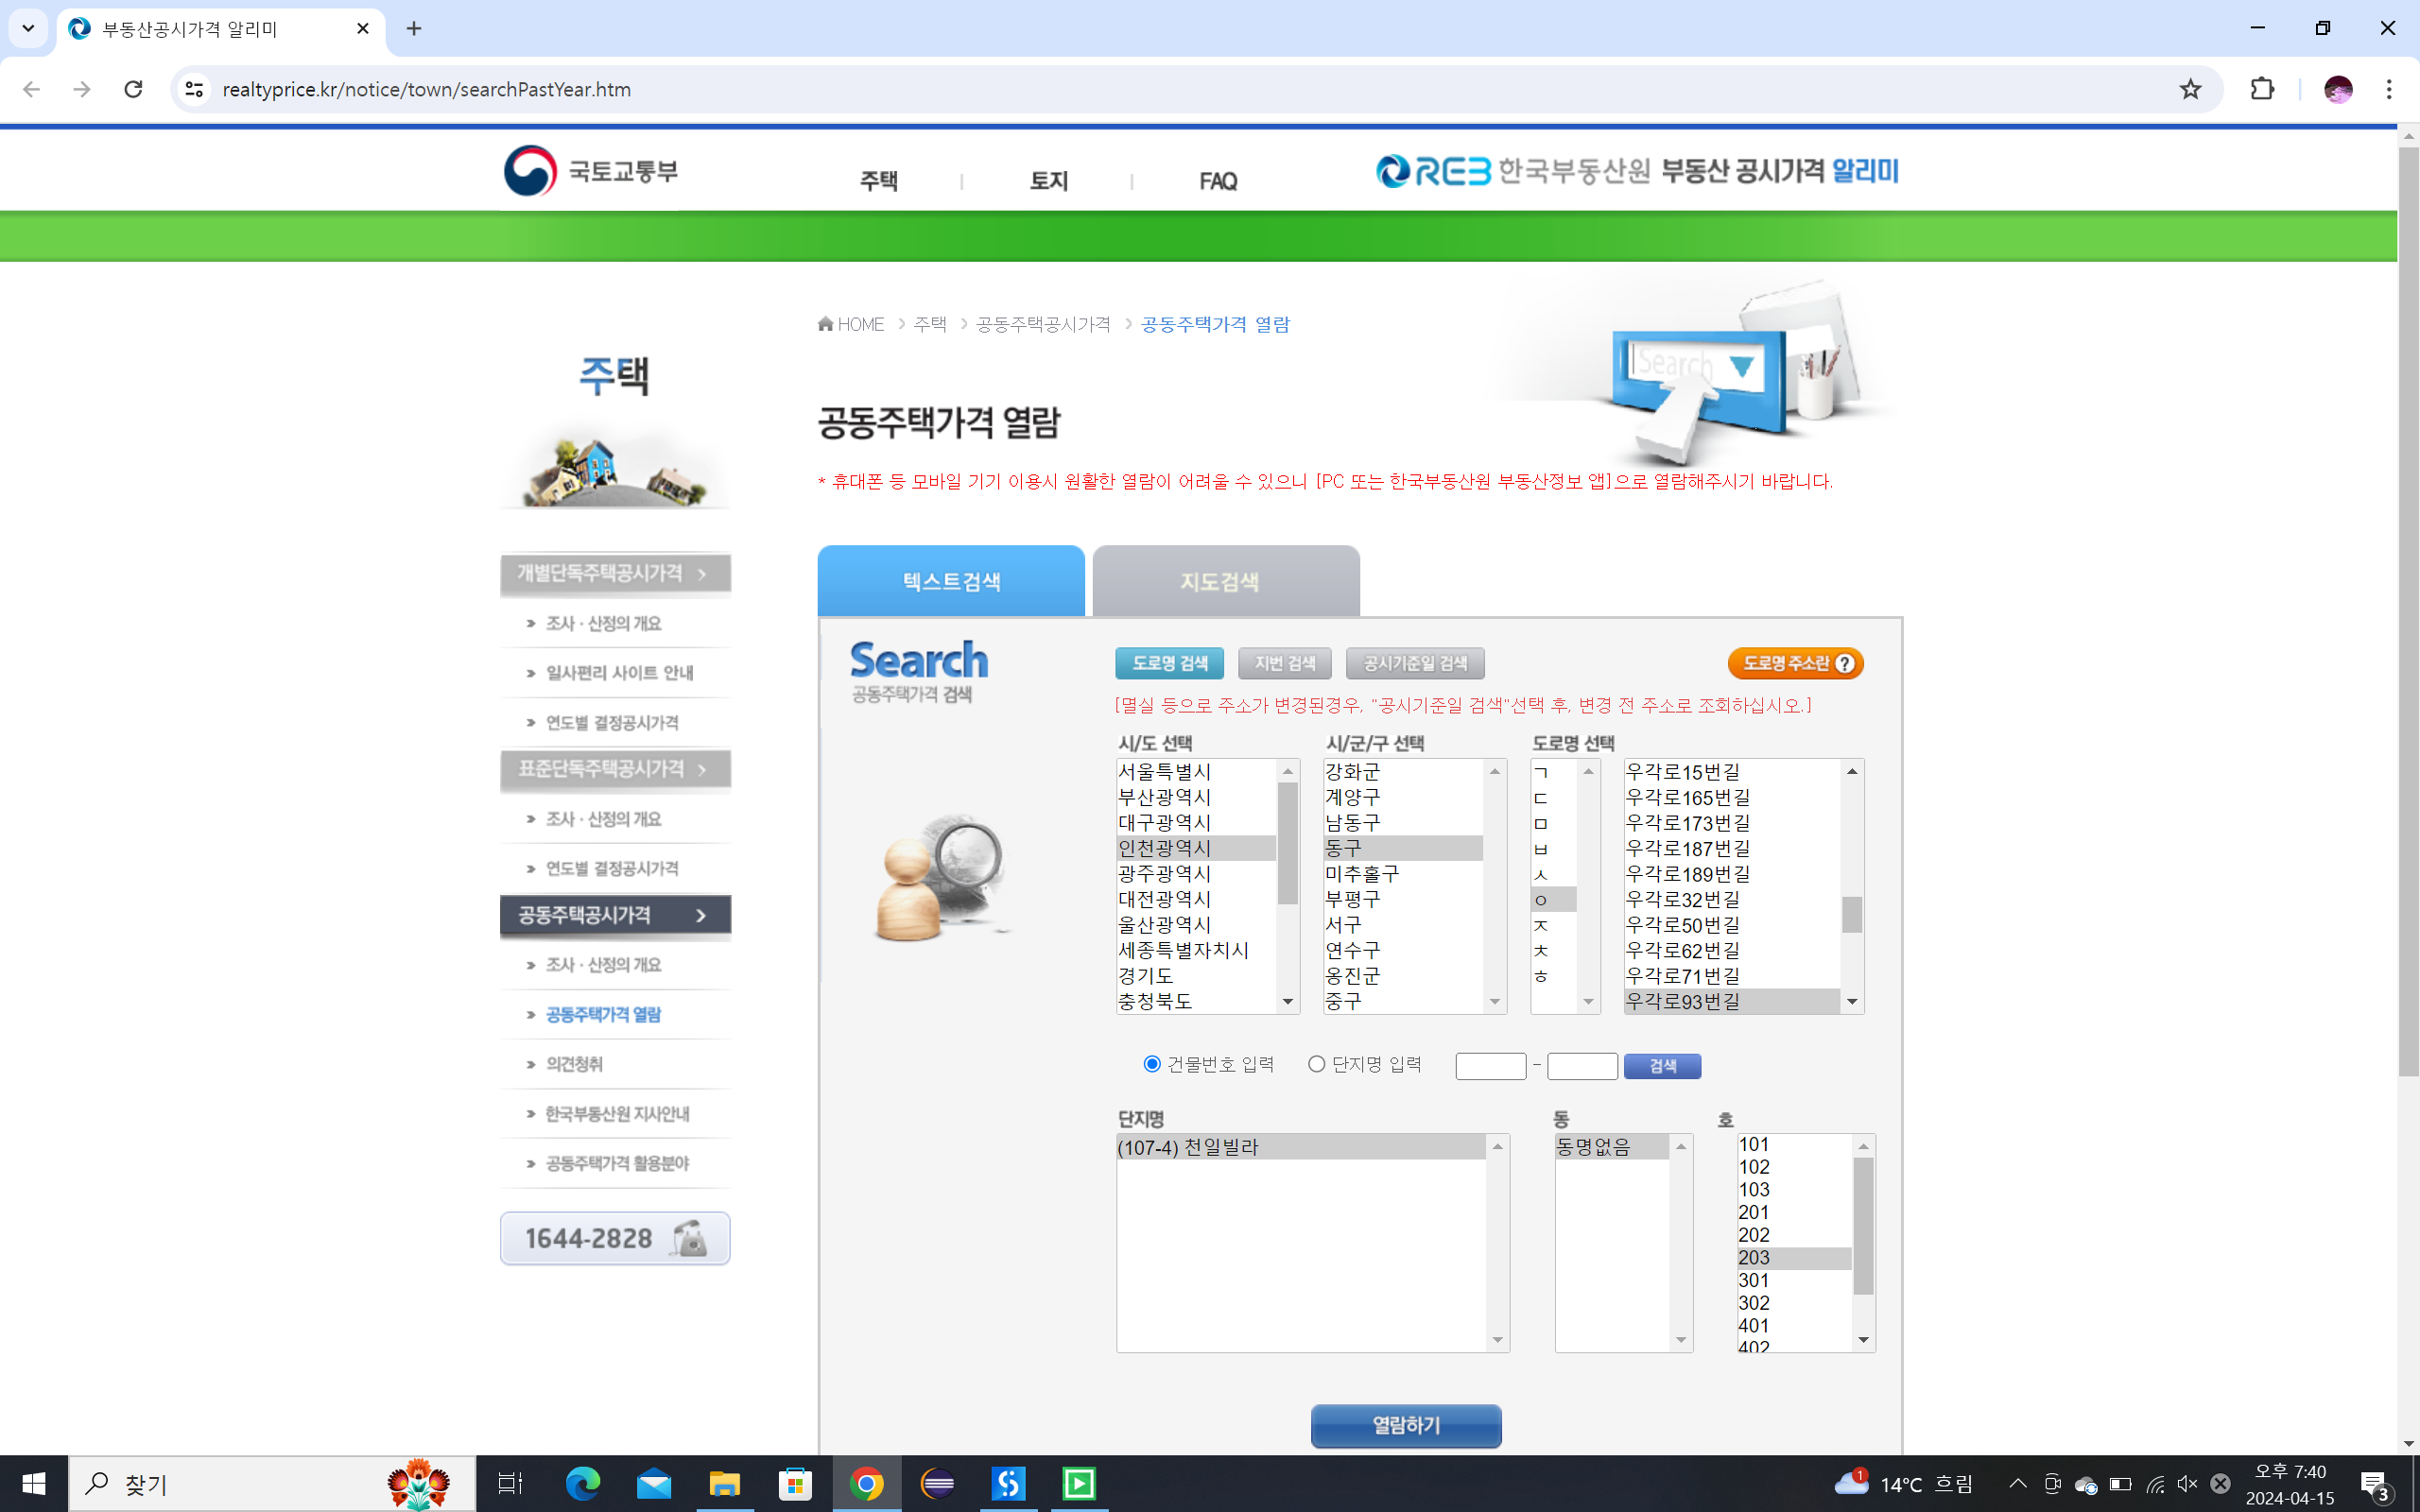 부동산공시가격 알리미
realtyprice.kr/notice/town/searchPastYear.htm
국토교통부
주택
토지
FAQ
REB 한국부동산원 부동산 공시가격 알리미
HOME 주택 공동주택공시가격 공동주택가격 열람
Search
주택
공동주택가격 열람
* 휴대폰 등 모바일 기기 이용시 원활한 열람이 어려울 수 있으니 [PC 또는 한국부동산원 부동산정보 앱]으로 열람해주시기 바랍니다.
개별단독주택공시가격
조사 · 산정의 개요
일사편리 사이트 안내
연도별 결정공시가격
표준단독주택공시가격
조사 · 산정의 개요
연도별 결정공시가격
공동주택공시가격
조사 · 산정의 개요
공동주택가격 열람
의견청취
한국부동산원 지사안내
공동주택가격 활용분야
1644-2828
텍스트검색
지도검색
Search
공동주택가격 검색
도로명 검색
지번 검색
공시기준일 검색
도로명 주소란 ?
[멸실 등으로 주소가 변경된경우, "공시기준일 검색"선택 후, 변경 전 주소로 조회하십시오.]
시/도 선택
서울특별시
부산광역시
대구광역시
인천광역시
광주광역시
대전광역시
울산광역시
세종특별자치시
경기도
충청북도
시/군/구 선택
강화군
계양구
남동구
동구
미추홀구
부평구
서구
연수구
옹진군
중구
도로명 선택
ㄱ
ㄷ
ㅁ
ㅂ
ㅅ
ㅇ
ㅈ
ㅊ
ㅎ
우각로15번길
우각로165번길
우각로173번길
우각로187번길
우각로189번길
우각로32번길
우각로50번길
우각로62번길
우각로71번길
우각로93번길
건물번호 입력
단지명 입력
-
검색
단지명
(107-4) 천일빌라
동
동명없음
호
101
102
103
201
202
203
301
302
401
402
열람하기
찾기
1
14°C 흐림
오후 7:40
2024-04-15
3